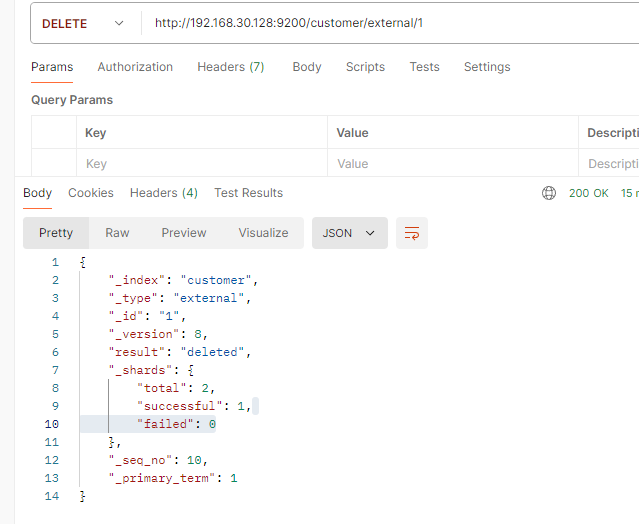 DELETE http://192.168.30.128:9200/customer/external/1
Params Authorization Headers (7) Body Scripts Tests Settings
Query Params
Key Value Descripti
Key Value Descripti
Body Cookies Headers (4) Test Results 200 OK 15 r
Pretty Raw Preview Visualize JSON
1 {
2 "_index": "customer",
3 "_type": "external",
4 "_id": "1",
5 "_version": 8,
6 "result": "deleted",
7 "_shards": {
8 "total": 2,
9 "successful": 1,
10 "failed": 0
11 },
12 "_seq_no": 10,
13 "_primary_term": 1
14 }